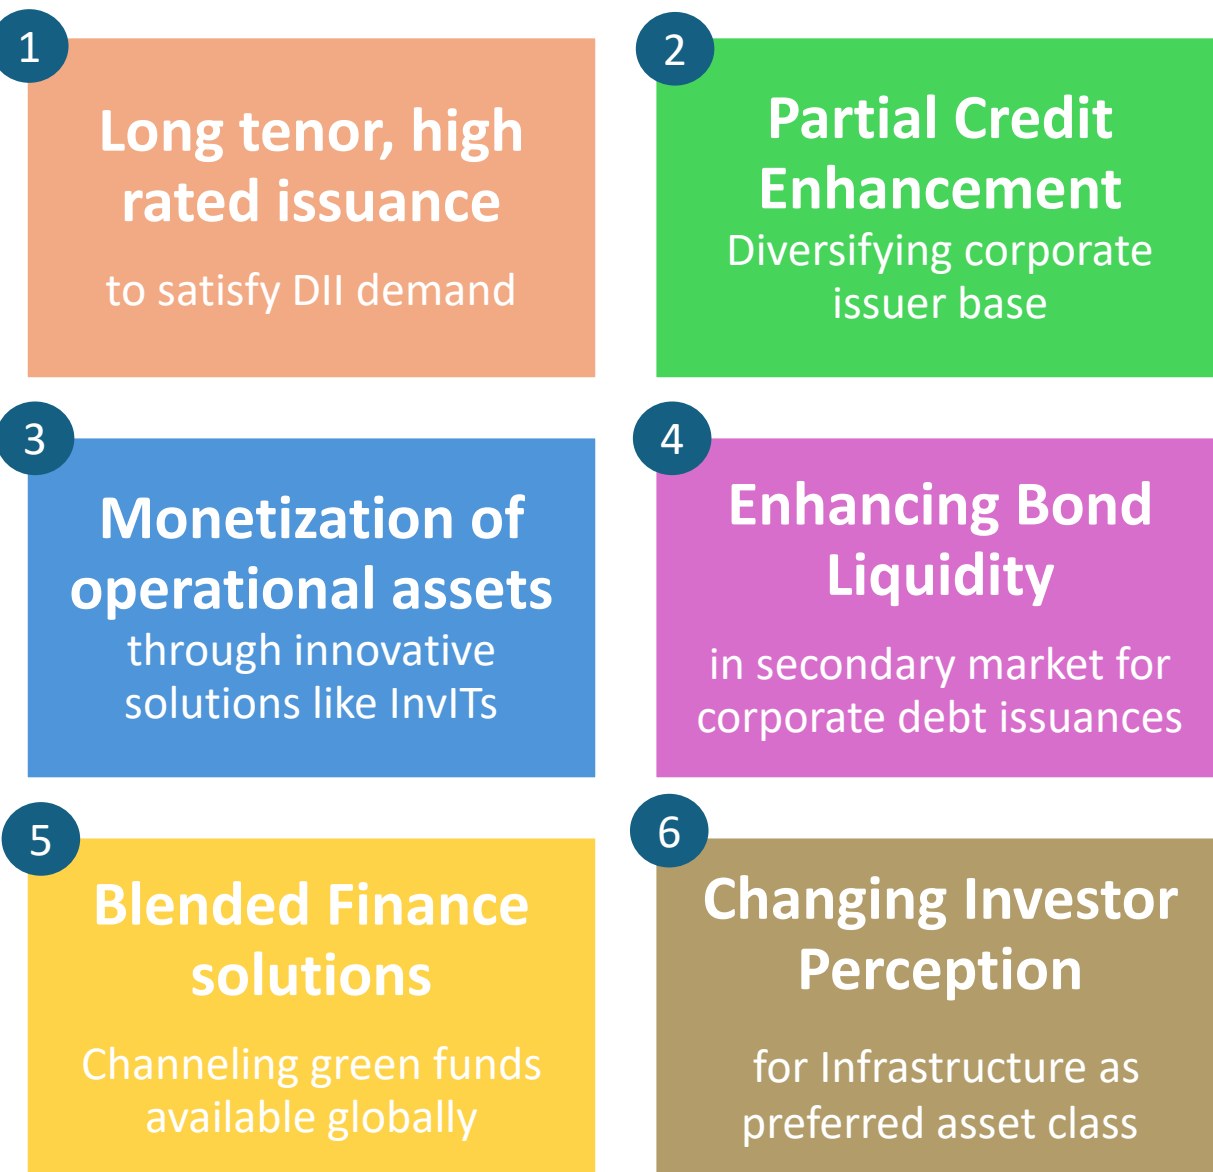 1
Long tenor, high
rated issuance
to satisfy DII demand
2
Partial Credit
Enhancement
Diversifying corporate
issuer base
3
Monetization of
operational assets
through innovative
solutions like InvITs
4
Enhancing Bond
Liquidity
in secondary market for
corporate debt issuances
5
Blended Finance
solutions
Channeling green funds
available globally
6
Changing Investor
Perception
for Infrastructure as
preferred asset class